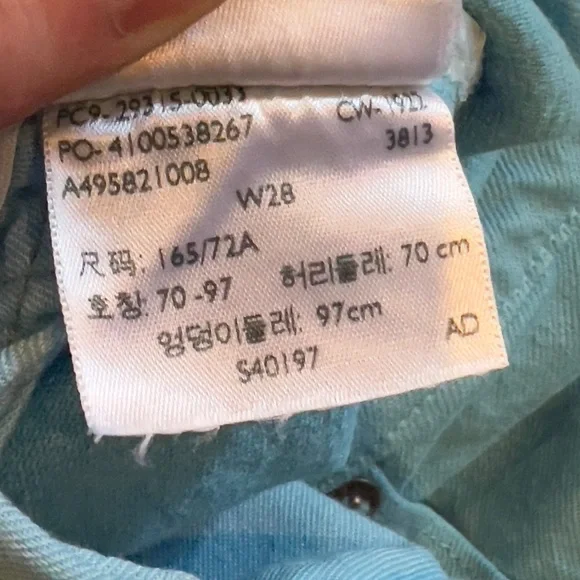 PC9-29315-0033
CW-1922
PO-4100538267
3813
A495821008
W28
尺码: 165/72A
호칭: 70-97 허리둘레: 70 cm
엉덩이둘레: 97cm
S40197
AD